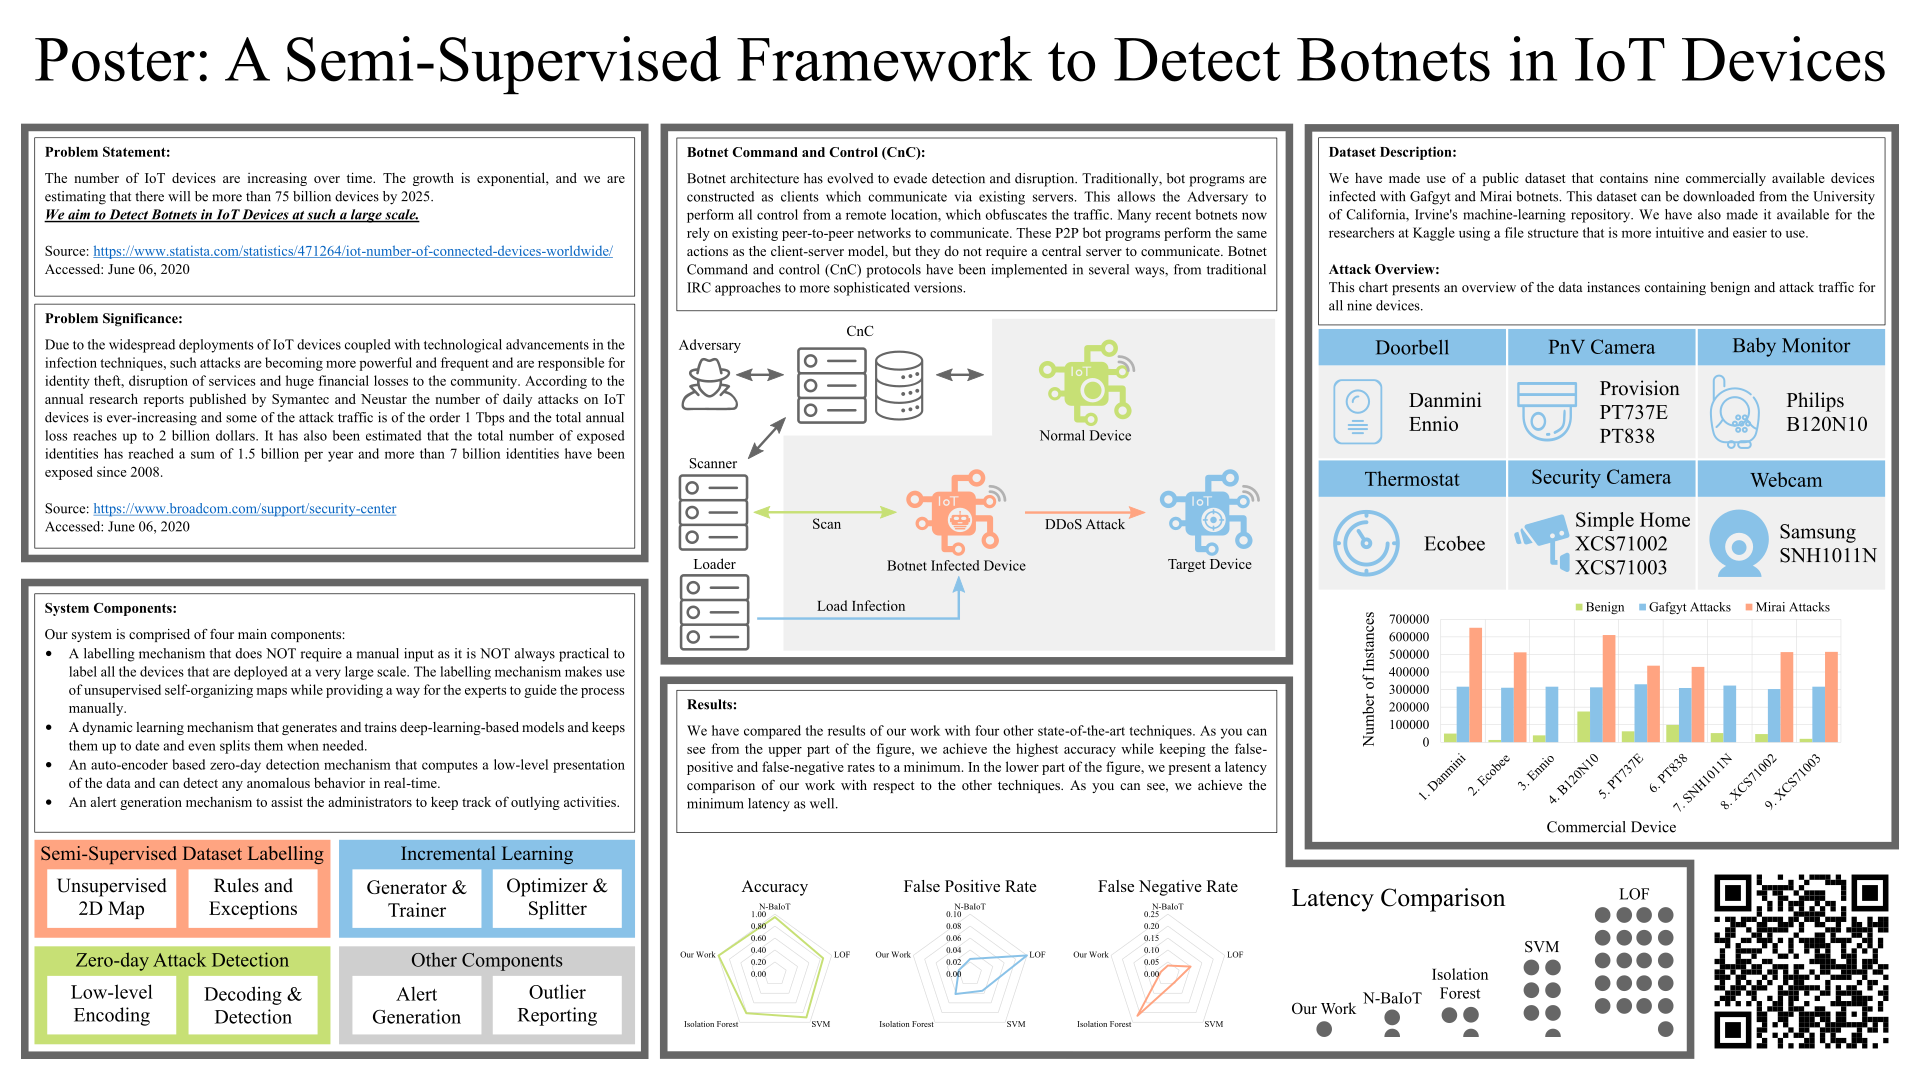 Poster: A Semi-Supervised Framework to Detect Botnets in IoT Devices
Problem Statement:
The number of IoT devices are increasing over time. The growth is exponential, and we are
estimating that there will be more than 75 billion devices by 2025.
We aim to Detect Botnets in IoT Devices at such a large scale.
Source: https://www.statista.com/statistics/471264/iot-number-of-connected-devices-worldwide/
Accessed: June 06, 2020
Problem Significance:
Due to the widespread deployments of IoT devices coupled with technological advancements in the
infection techniques, such attacks are becoming more powerful and frequent and are responsible for
identity theft, disruption of services and huge financial losses to the community. According to the
annual research reports published by Symantec and Neustar the number of daily attacks on IoT
devices is ever-increasing and some of the attack traffic is of the order 1 Tbps and the total annual
loss reaches up to 2 billion dollars. It has also been estimated that the total number of exposed
identities has reached a sum of 1.5 billion per year and more than 7 billion identities have been
exposed since 2008.
Source: https://www.broadcom.com/support/security-center
Accessed: June 06, 2020
System Components:
Our system is comprised of four main components:
• A labelling mechanism that does NOT require a manual input as it is NOT always practical to
label all the devices that are deployed at a very large scale. The labelling mechanism makes use
of unsupervised self-organizing maps while providing a way for the experts to guide the process
manually.
• A dynamic learning mechanism that generates and trains deep-learning-based models and keeps
them up to date and even splits them when needed.
• An auto-encoder based zero-day detection mechanism that computes a low-level presentation
of the data and can detect any anomalous behavior in real-time.
• An alert generation mechanism to assist the administrators to keep track of outlying activities.
Semi-Supervised Dataset Labelling
Unsupervised
2D Map
Rules and
Exceptions
Incremental Learning
Generator &
Trainer
Optimizer &
Splitter
Zero-day Attack Detection
Low-level
Encoding
Decoding &
Detection
Other Components
Alert
Generation
Outlier
Reporting
Botnet Command and Control (CnC):
Botnet architecture has evolved to evade detection and disruption. Traditionally, bot programs are
constructed as clients which communicate via existing servers. This allows the Adversary to
perform all control from a remote location, which obfuscates the traffic. Many recent botnets now
rely on existing peer-to-peer networks to communicate. These P2P bot programs perform the same
actions as the client-server model, but they do not require a central server to communicate. Botnet
Command and control (CnC) protocols have been implemented in several ways, from traditional
IRC approaches to more sophisticated versions.
Adversary
CnC
IoT
Normal Device
Scanner
Scan
IoT
Botnet Infected Device
DDoS Attack
IoT
Target Device
Loader
Load Infection
Results:
We have compared the results of our work with four other state-of-the-art techniques. As you can
see from the upper part of the figure, we achieve the highest accuracy while keeping the false-
positive and false-negative rates to a minimum. In the lower part of the figure, we present a latency
comparison of our work with respect to the other techniques. As you can see, we achieve the
minimum latency as well.
Accuracy
N-BaIoT
1.00
0.80
0.60
0.40
0.20
0.00
Our Work
LOF
Isolation Forest
SVM
False Positive Rate
N-BaIoT
0.10
0.08
0.06
0.04
0.02
0.00
Our Work
LOF
Isolation Forest
SVM
False Negative Rate
N-BaIoT
0.25
0.20
0.15
0.10
0.05
0.00
Our Work
LOF
Isolation Forest
SVM
Latency Comparison
Our Work
N-BaIoT
Isolation
Forest
SVM
LOF
Dataset Description:
We have made use of a public dataset that contains nine commercially available devices
infected with Gafgyt and Mirai botnets. This dataset can be downloaded from the University
of California, Irvine's machine-learning repository. We have also made it available for the
researchers at Kaggle using a file structure that is more intuitive and easier to use.
Attack Overview:
This chart presents an overview of the data instances containing benign and attack traffic for
all nine devices.
Doorbell
Danmini
Ennio
PnV Camera
Provision
PT737E
PT838
Baby Monitor
Philips
B120N10
Thermostat
Ecobee
Security Camera
Simple Home
XCS71002
XCS71003
Webcam
Samsung
SNH1011N
Benign
Gafgyt Attacks
Mirai Attacks
Number of Instances
700000
600000
500000
400000
300000
200000
100000
0
1. Danmini
2. Ecobee
3. Ennio
4. B120N10
5. PT737E
6. PT838
7. SNH1011N
8. XCS71002
9. XCS71003
Commercial Device